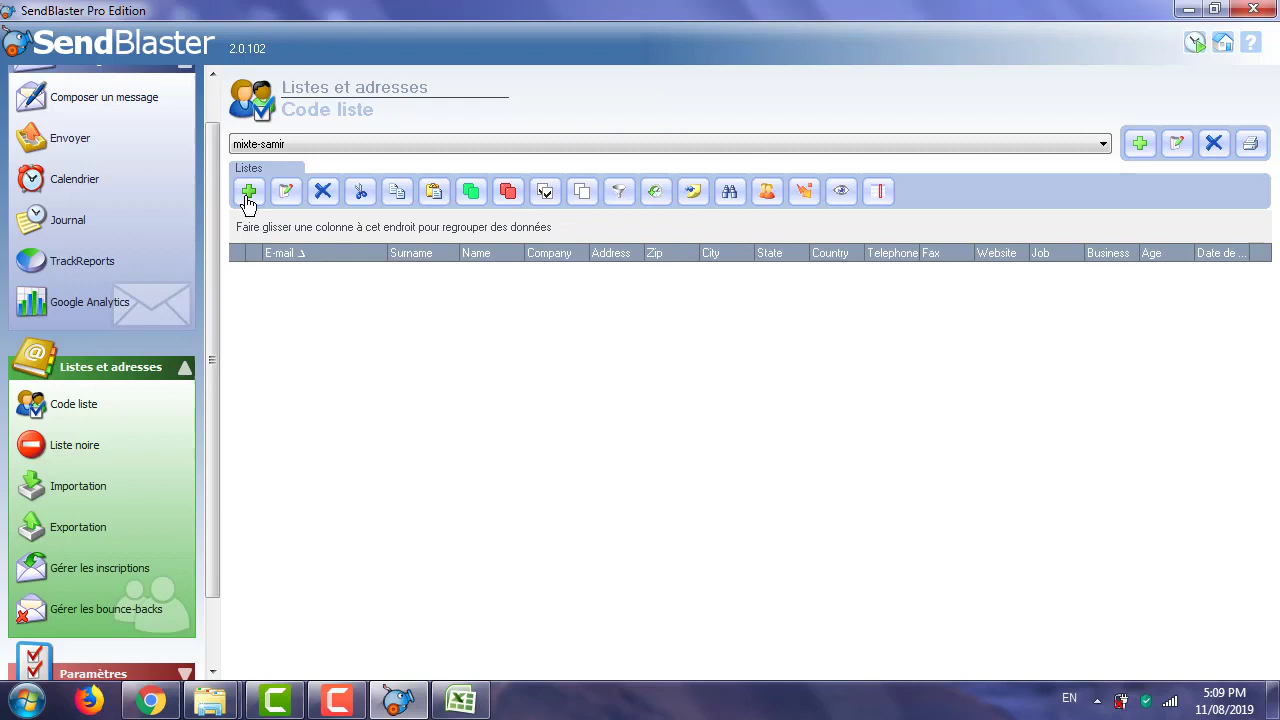 SendBlaster Pro Edition
SendBlaster 2.0.102
Composer un message
Envoyer
Calendrier
Journal
TrackReports
Google Analytics
Listes et adresses
Code liste
Liste noire
Importation
Exportation
Gérer les inscriptions
Gérer les bounce-backs
Paramètres
Listes et adresses
Code liste
mixte-samir
Listes
Faire glisser une colonne à cet endroit pour regrouper des données
E-mail Surname Name Company Address Zip City State Country Telephone Fax Website Job Business Age Date de ...
EN
5:09 PM
11/08/2019